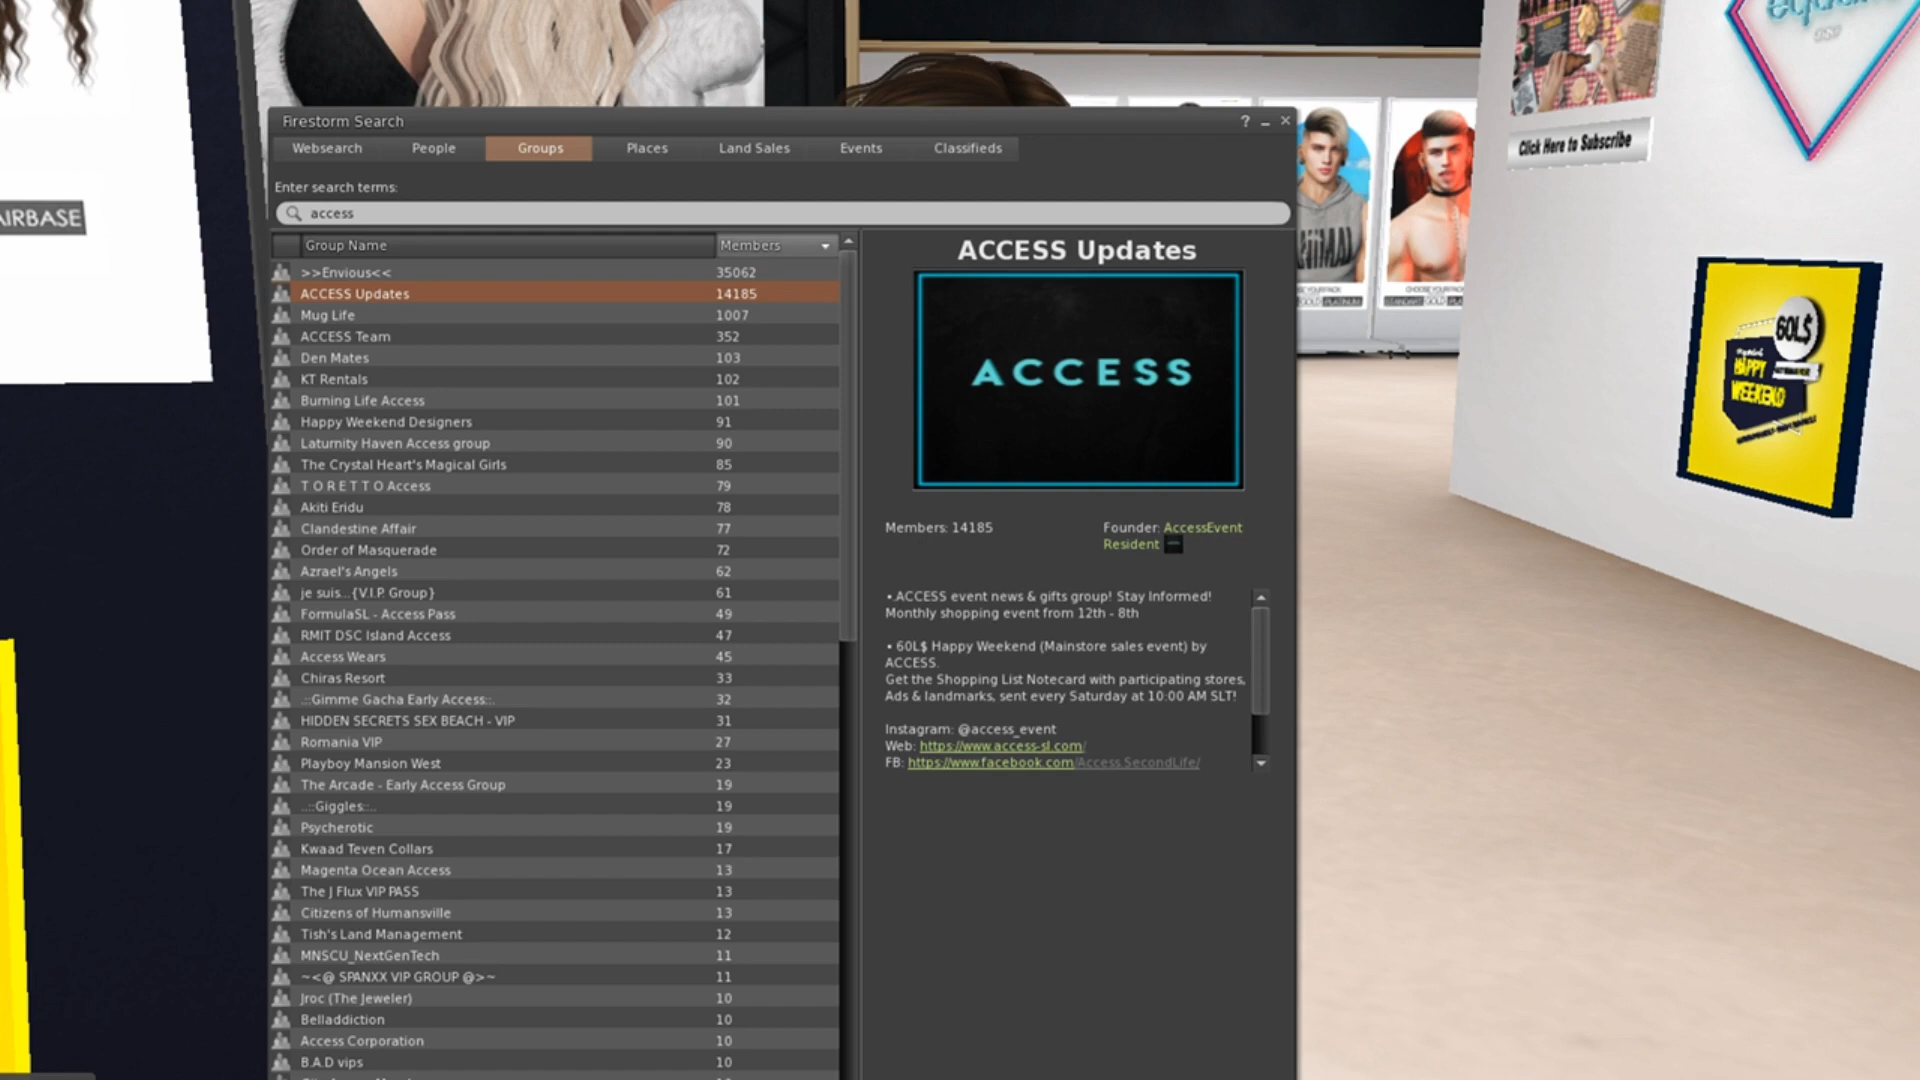 AIRBASE
Firestorm Search
?
Websearch
People
Groups
Places
Land Sales
Events
Classifieds
Enter search terms:
access
Group Name Members
>>Envious<< 35062
ACCESS Updates 14185
Mug Life 1007
ACCESS Team 352
Den Mates 103
KT Rentals 102
Burning Life Access 101
Happy Weekend Designers 91
Laturnity Haven Access group 90
The Crystal Heart's Magical Girls 85
T O R E T T O Access 79
Akiti Eridu 78
Clandestine Affair 77
Order of Masquerade 72
Azrael's Angels 62
je suis...{V.I.P. Group} 61
FormulaSL - Access Pass 49
RMIT DSC Island Access 47
Access Wears 45
Chiras Resort 33
.::Gimme Gacha Early Access::. 32
HIDDEN SECRETS SEX BEACH - VIP 31
Romania VIP 27
Playboy Mansion West 23
The Arcade - Early Access Group 19
..::Giggles::.. 19
Psycherotic 19
Kwaad Teven Collars 17
Magenta Ocean Access 13
The J Flux VIP PASS 13
Citizens of Humansville 13
Tish's Land Management 12
MNSCU_NextGenTech 11
~<@ SPANXX VIP GROUP @>~ 11
Jroc (The Jeweler) 10
Belladdiction 10
Access Corporation 10
B.A.D vips 10
ACCESS Updates
ACCESS
Members: 14185
Founder: AccessEvent
Resident
•.ACCESS event news & gifts group! Stay Informed!
Monthly shopping event from 12th - 8th
• 60L$ Happy Weekend (Mainstore sales event) by
ACCESS.
Get the Shopping List Notecard with participating stores,
Ads & landmarks, sent every Saturday at 10:00 AM SLT!
Instagram: @access_event
Web: https://www.access-sl.com/
FB: https://www.facebook.com/Access.SecondLife/
Click Here to Subscribe
60L$
HAPPY
WEEKEND